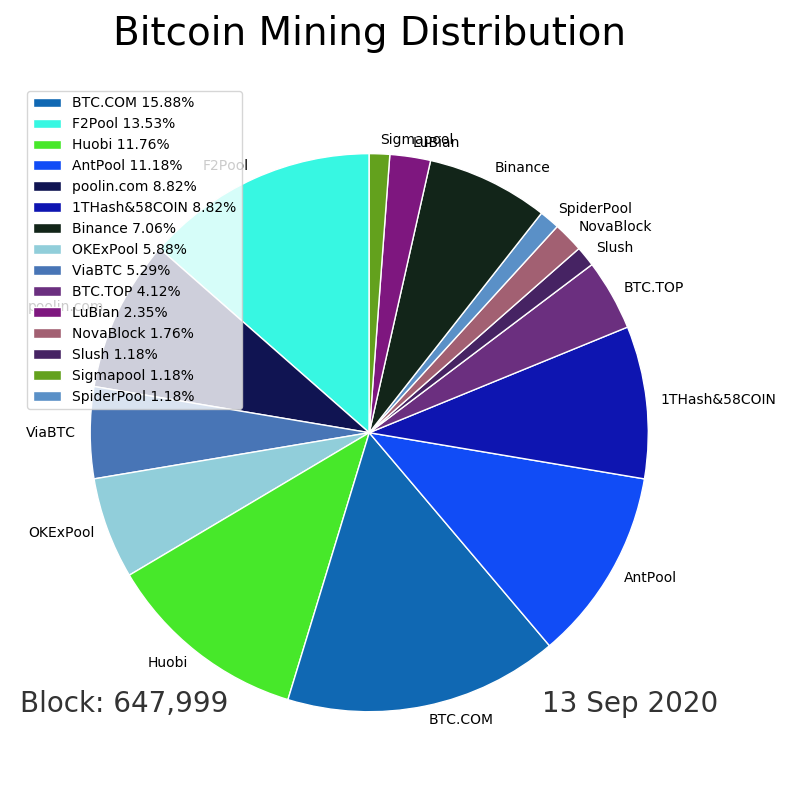 Bitcoin Mining Distribution
BTC.COM 15.88%
F2Pool 13.53%
Huobi 11.76%
AntPool 11.18%
poolin.com 8.82%
1THash&58COIN 8.82%
Binance 7.06%
OKExPool 5.88%
ViaBTC 5.29%
BTC.TOP 4.12%
LuBian 2.35%
NovaBlock 1.76%
Slush 1.18%
Sigmapool 1.18%
SpiderPool 1.18%
Sigmapool
LuBian
F2Pool
Binance
SpiderPool
NovaBlock
Slush
BTC.TOP
poolin.com
1THash&58COIN
ViaBTC
OKExPool
AntPool
Huobi
BTC.COM
Block: 647,999
13 Sep 2020